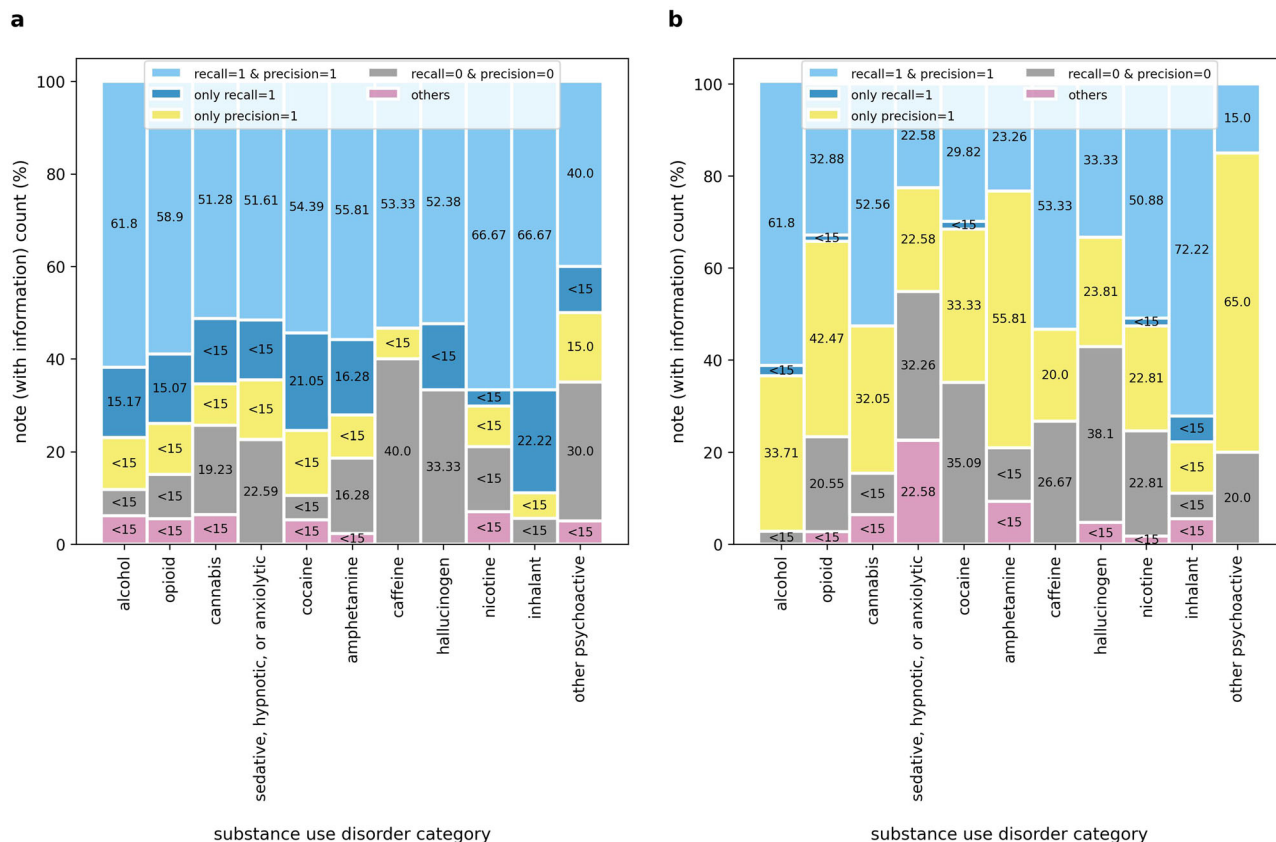 a
recall=1 & precision=1
only recall=1
only precision=1
recall=0 & precision=0
others
note (with information) count (%)
100
80
60
40
20
0
61.8
15.17
<15
<15
<15
58.9
15.07
<15
<15
<15
51.28
<15
<15
19.23
<15
51.61
<15
<15
22.59
54.39
21.05
<15
<15
<15
55.81
16.28
<15
16.28
<15
53.33
<15
40.0
52.38
<15
33.33
66.67
<15
<15
<15
<15
66.67
22.22
<15
<15
40.0
<15
15.0
30.0
<15
alcohol
opioid
cannabis
sedative, hypnotic, or anxiolytic
cocaine
amphetamine
caffeine
hallucinogen
nicotine
inhalant
other psychoactive
substance use disorder category
b
recall=1 & precision=1
only recall=1
only precision=1
recall=0 & precision=0
others
note (with information) count (%)
100
80
60
40
20
0
61.8
<15
33.71
<15
32.88
<15
42.47
20.55
<15
52.56
32.05
<15
<15
22.58
22.58
32.26
22.58
29.82
<15
33.33
35.09
23.26
55.81
<15
<15
53.33
20.0
26.67
33.33
23.81
38.1
<15
50.88
<15
22.81
22.81
<15
72.22
<15
<15
<15
<15
15.0
65.0
20.0
alcohol
opioid
cannabis
sedative, hypnotic, or anxiolytic
cocaine
amphetamine
caffeine
hallucinogen
nicotine
inhalant
other psychoactive
substance use disorder category